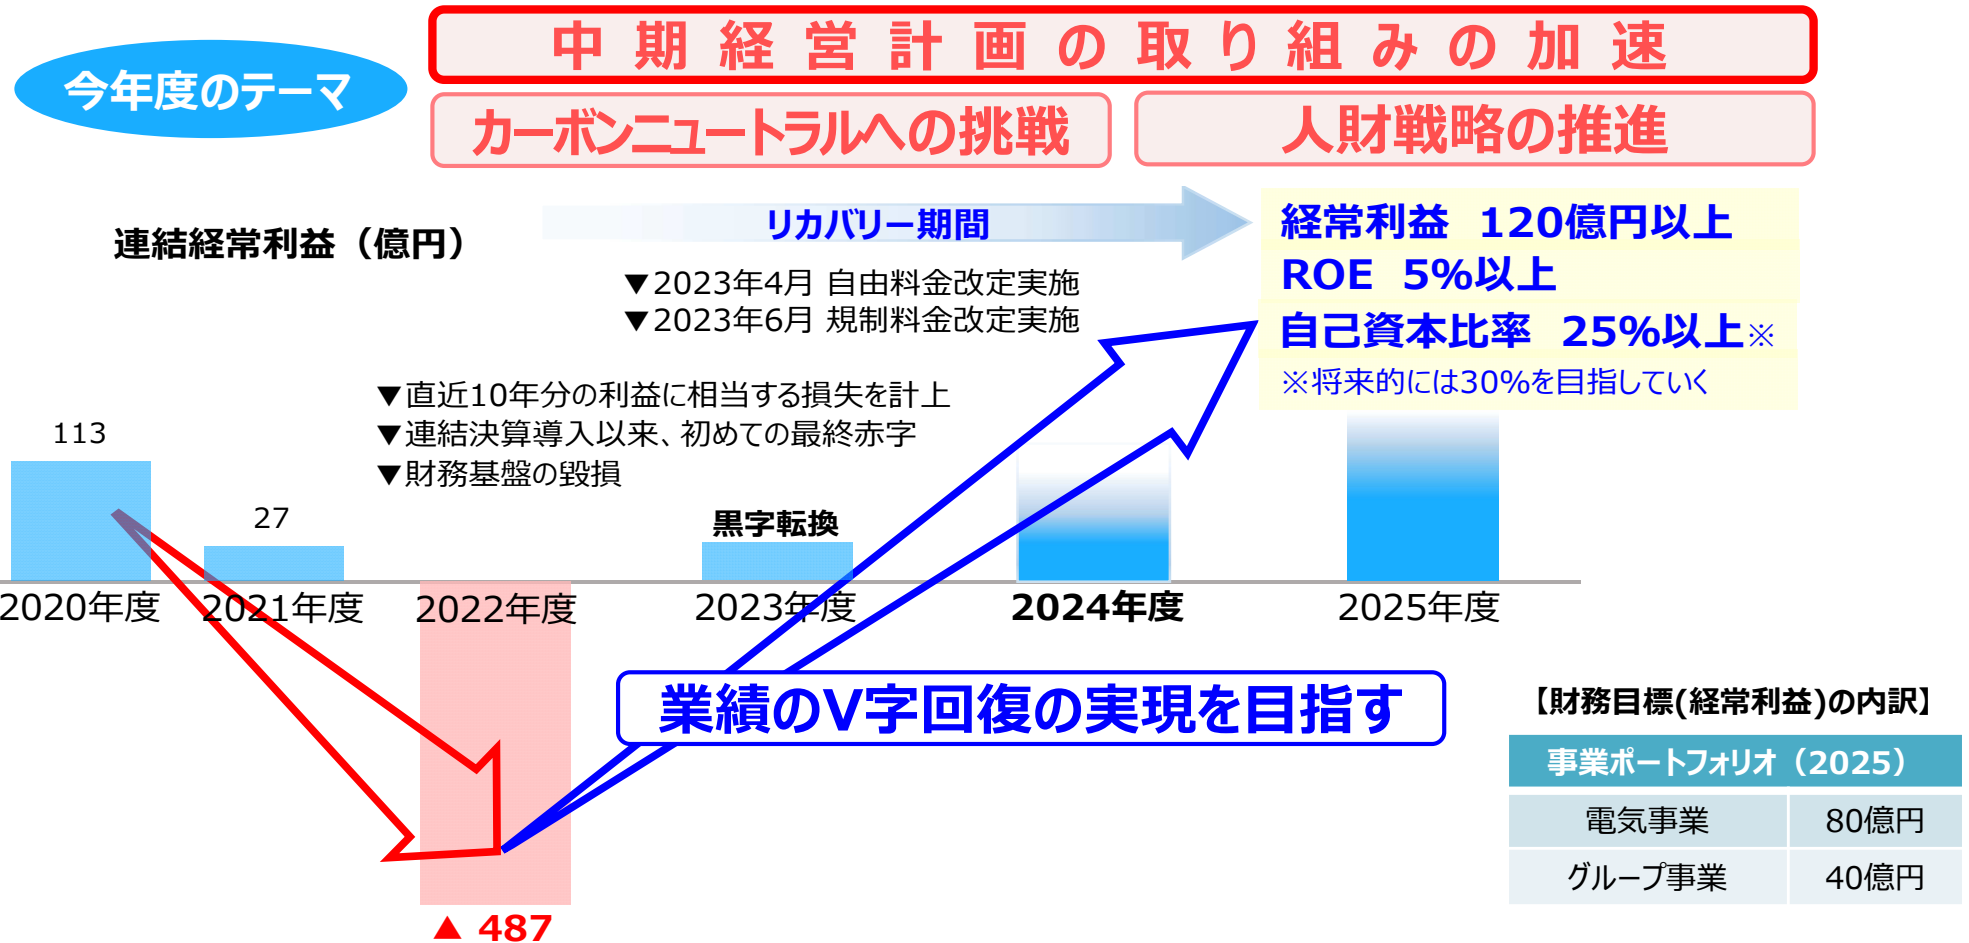 今年度のテーマ
中期経営計画の取り組みの加速
カーボンニュートラルへの挑戦
人財戦略の推進
連結経常利益（億円）
リカバリー期間
▼2023年4月 自由料金改定実施
▼2023年6月 規制料金改定実施
経常利益 120億円以上
ROE 5%以上
自己資本比率 25%以上※
※将来的には30%を目指していく
▼直近10年分の利益に相当する損失を計上
▼連結決算導入以来、初めての最終赤字
▼財務基盤の毀損
113
27
黒字転換
2020年度
2021年度
2022年度
2023年度
2024年度
2025年度
業績のV字回復の実現を目指す
▲ 487
【財務目標(経常利益)の内訳】
事業ポートフォリオ（2025）
電気事業 80億円
グループ事業 40億円